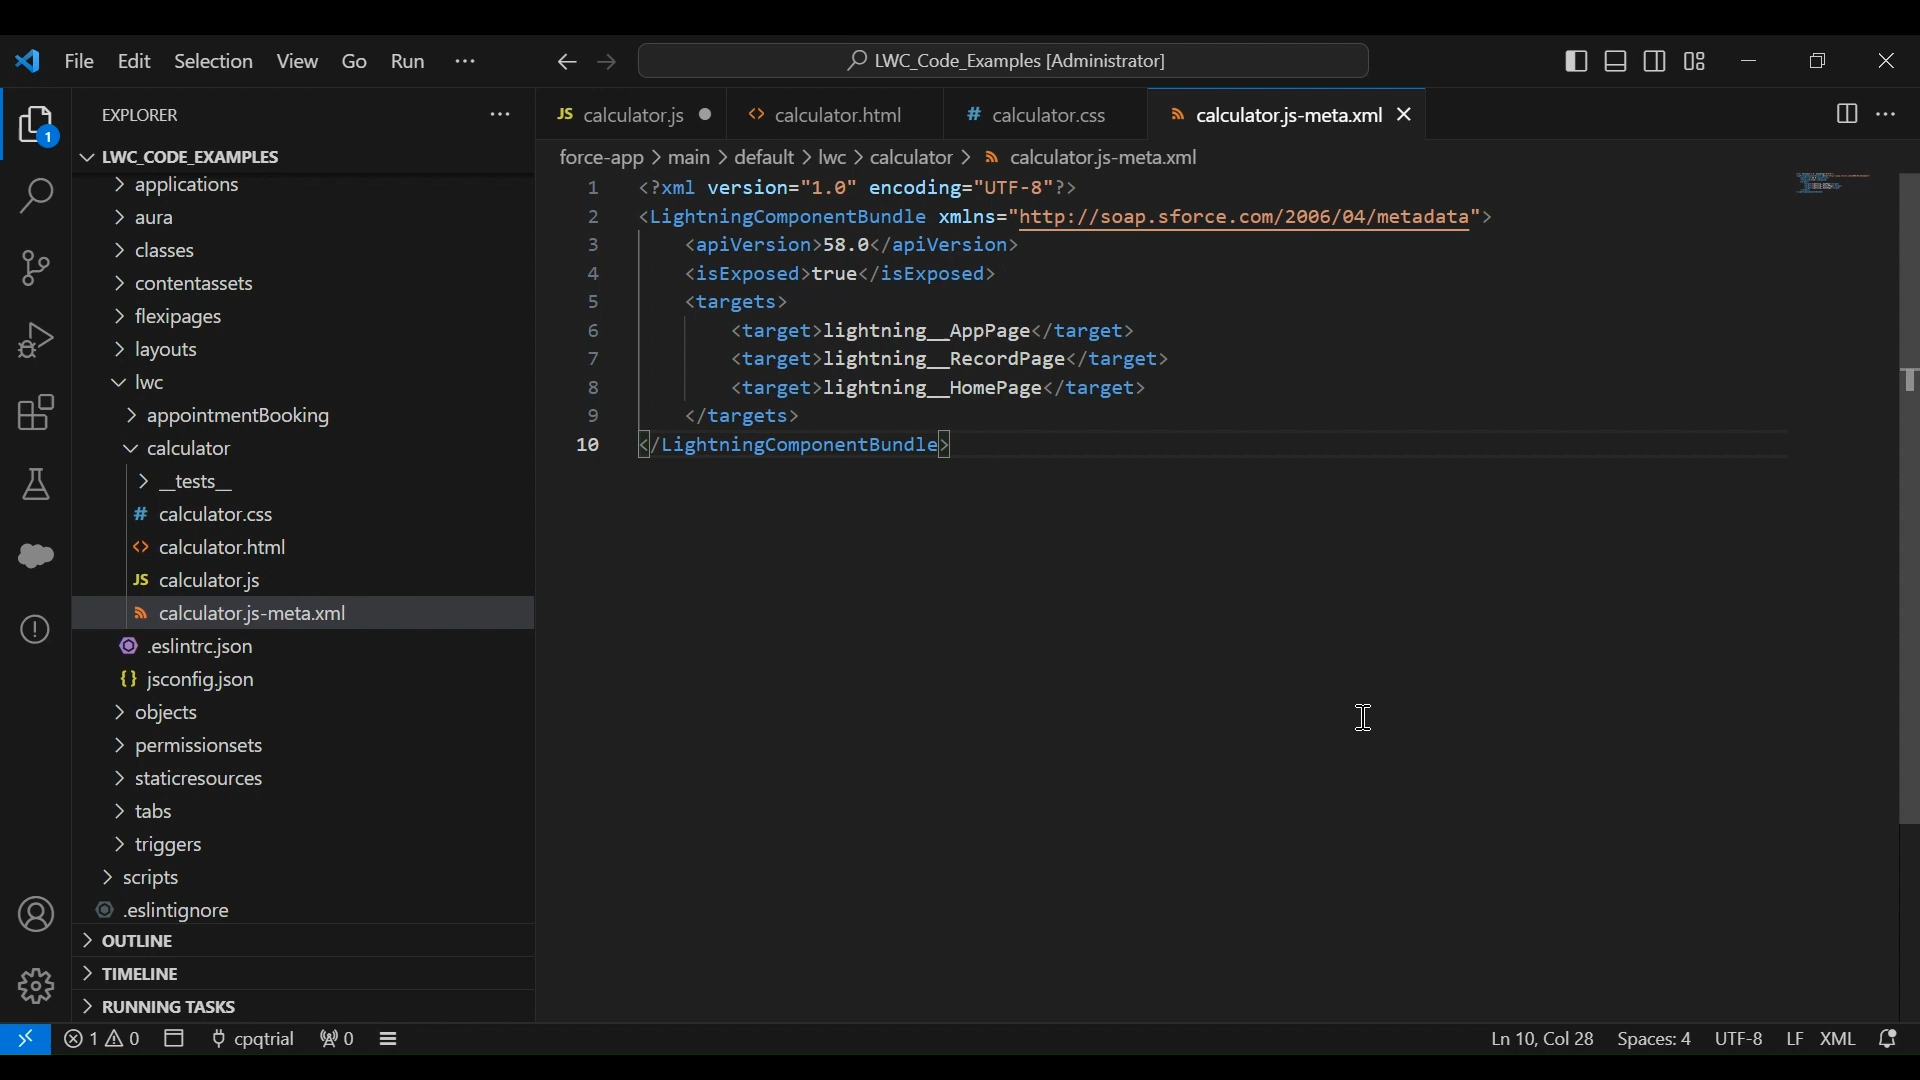 File Edit Selection View Go Run ···
LWC_Code_Examples [Administrator]
EXPLORER
1
LWC_CODE_EXAMPLES
applications
aura
classes
contentassets
flexipages
layouts
lwc
appointmentBooking
calculator
__tests__
# calculator.css
<> calculator.html
JS calculator.js
calculator.js-meta.xml
.eslintrc.json
{} jsconfig.json
objects
permissionsets
staticresources
tabs
triggers
scripts
.eslintignore
OUTLINE
TIMELINE
RUNNING TASKS
JS calculator.js <> calculator.html # calculator.css calculator.js-meta.xml
force-app > main > default > lwc > calculator > calculator.js-meta.xml
1 <?xml version="1.0" encoding="UTF-8"?>
2 <LightningComponentBundle xmlns="http://soap.sforce.com/2006/04/metadata">
3 <apiVersion>58.0</apiVersion>
4 <isExposed>true</isExposed>
5 <targets>
6 <target>lightning__AppPage</target>
7 <target>lightning__RecordPage</target>
8 <target>lightning__HomePage</target>
9 </targets>
10 </LightningComponentBundle>
1 0 cpqtrial 0 Ln 10, Col 28 Spaces: 4 UTF-8 LF XML